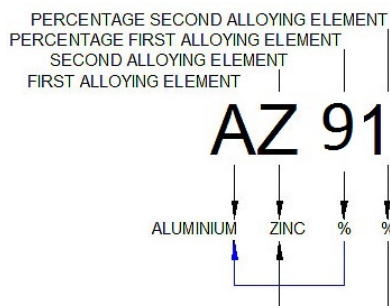 PERCENTAGE SECOND ALLOYING ELEMENT
PERCENTAGE FIRST ALLOYING ELEMENT
SECOND ALLOYING ELEMENT
FIRST ALLOYING ELEMENT
AZ 91
ALUMINIUM ZINC % %